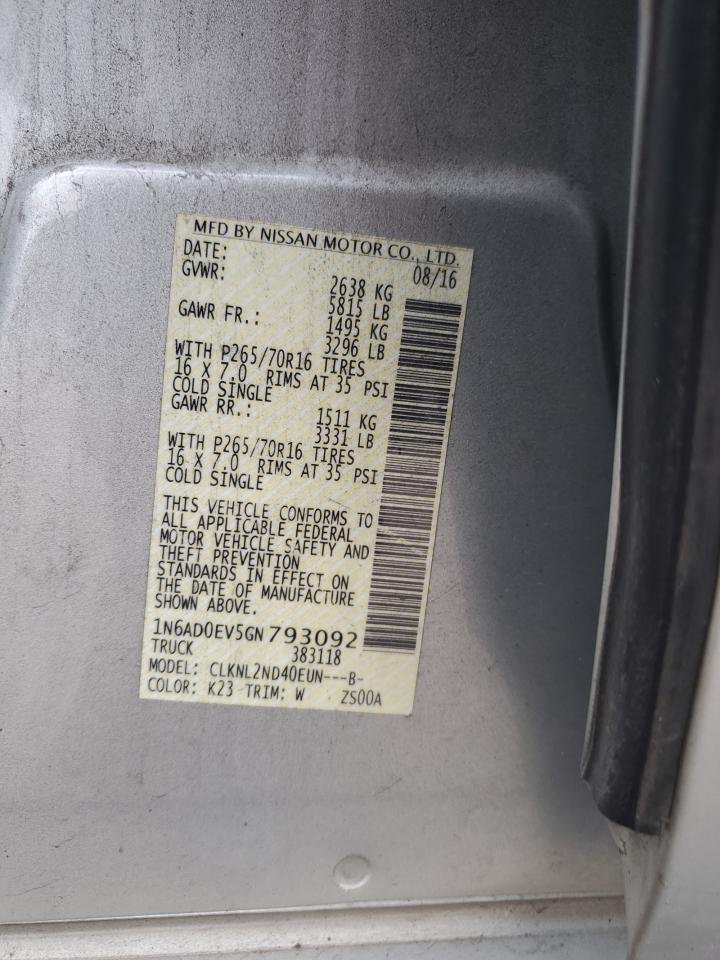 MFD BY NISSAN MOTOR CO., LTD.
DATE: 08/16
GVWR: 2638 KG
5815 LB
GAWR FR.: 1495 KG
3296 LB
WITH P265/70R16 TIRES
16 X 7.0 RIMS AT 35 PSI
COLD SINGLE
GAWR RR.: 1511 KG
3331 LB
WITH P265/70R16 TIRES
16 X 7.0 RIMS AT 35 PSI
COLD SINGLE
THIS VEHICLE CONFORMS TO
ALL APPLICABLE FEDERAL
MOTOR VEHICLE SAFETY AND
THEFT PREVENTION
STANDARDS IN EFFECT ON
THE DATE OF MANUFACTURE
SHOWN ABOVE.
1N6AD0EV5GN793092
TRUCK 383118
MODEL: CLKNL2ND40EUN---B-
COLOR: K23 TRIM: W ZS00A